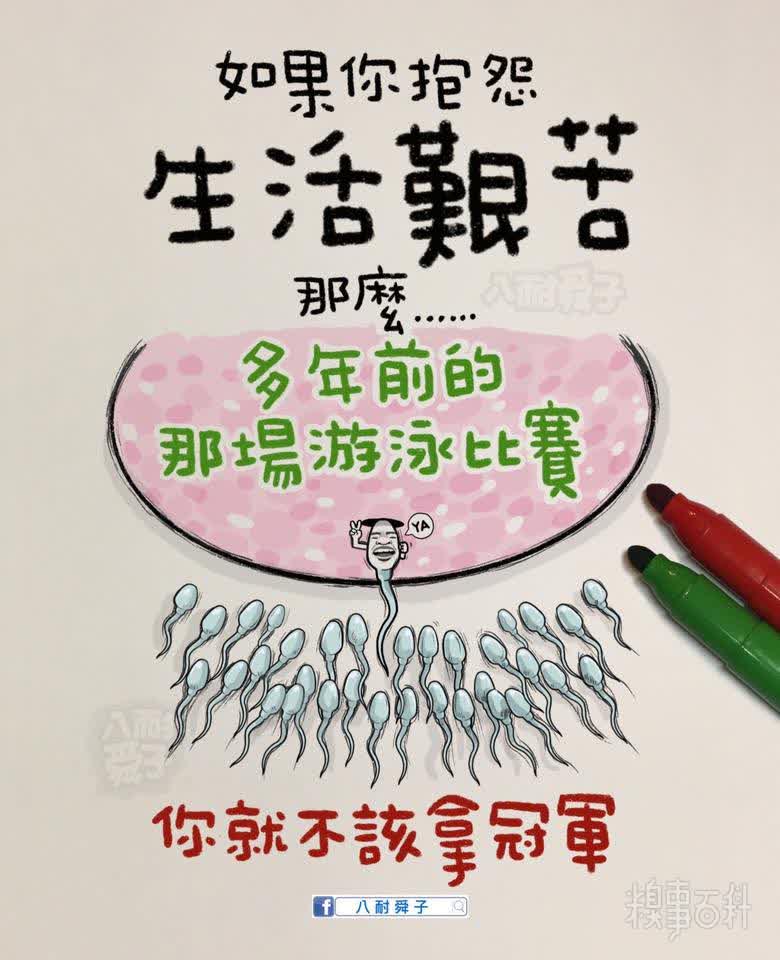 如果你抱怨
生活艱苦
那麼……
八耐舜子
多年前的
那場游泳比賽
YA
八耐
舜子
你就不該拿冠軍
f 八耐舜子
糗事百科